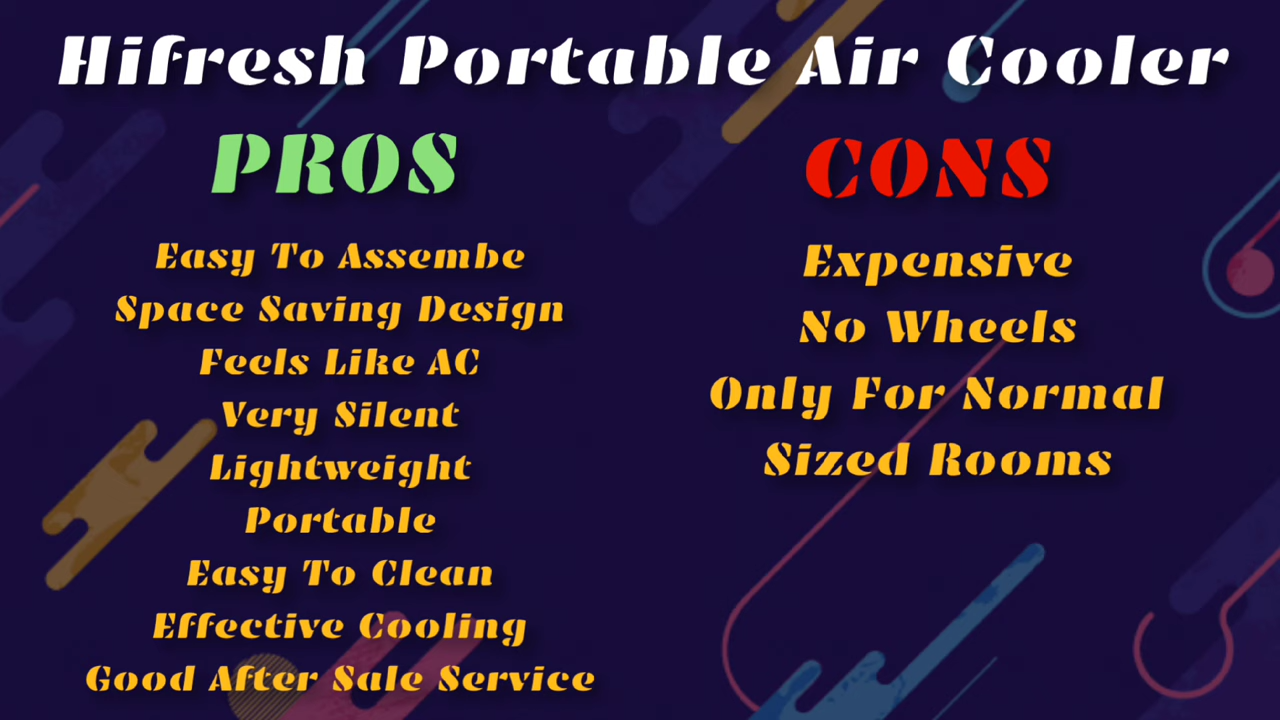 Hifresh Portable Air Cooler
PROS
Easy To Assembe
Space Saving Design
Feels Like AC
Very Silent
Lightweight
Portable
Easy To Clean
Effective Cooling
Good After Sale Service
CONS
Expensive
No Wheels
Only For Normal
Sized Rooms